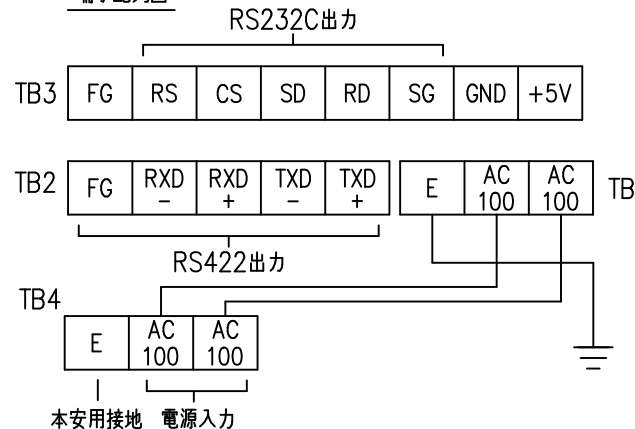 RS232C出力
TB3 FG RS CS SD RD SG GND +5V
TB2 FG RXD - RXD + TXD - TXD + E AC 100 AC 100 TB
RS422出力
TB4
E AC 100 AC 100
本安用接地 電源入力